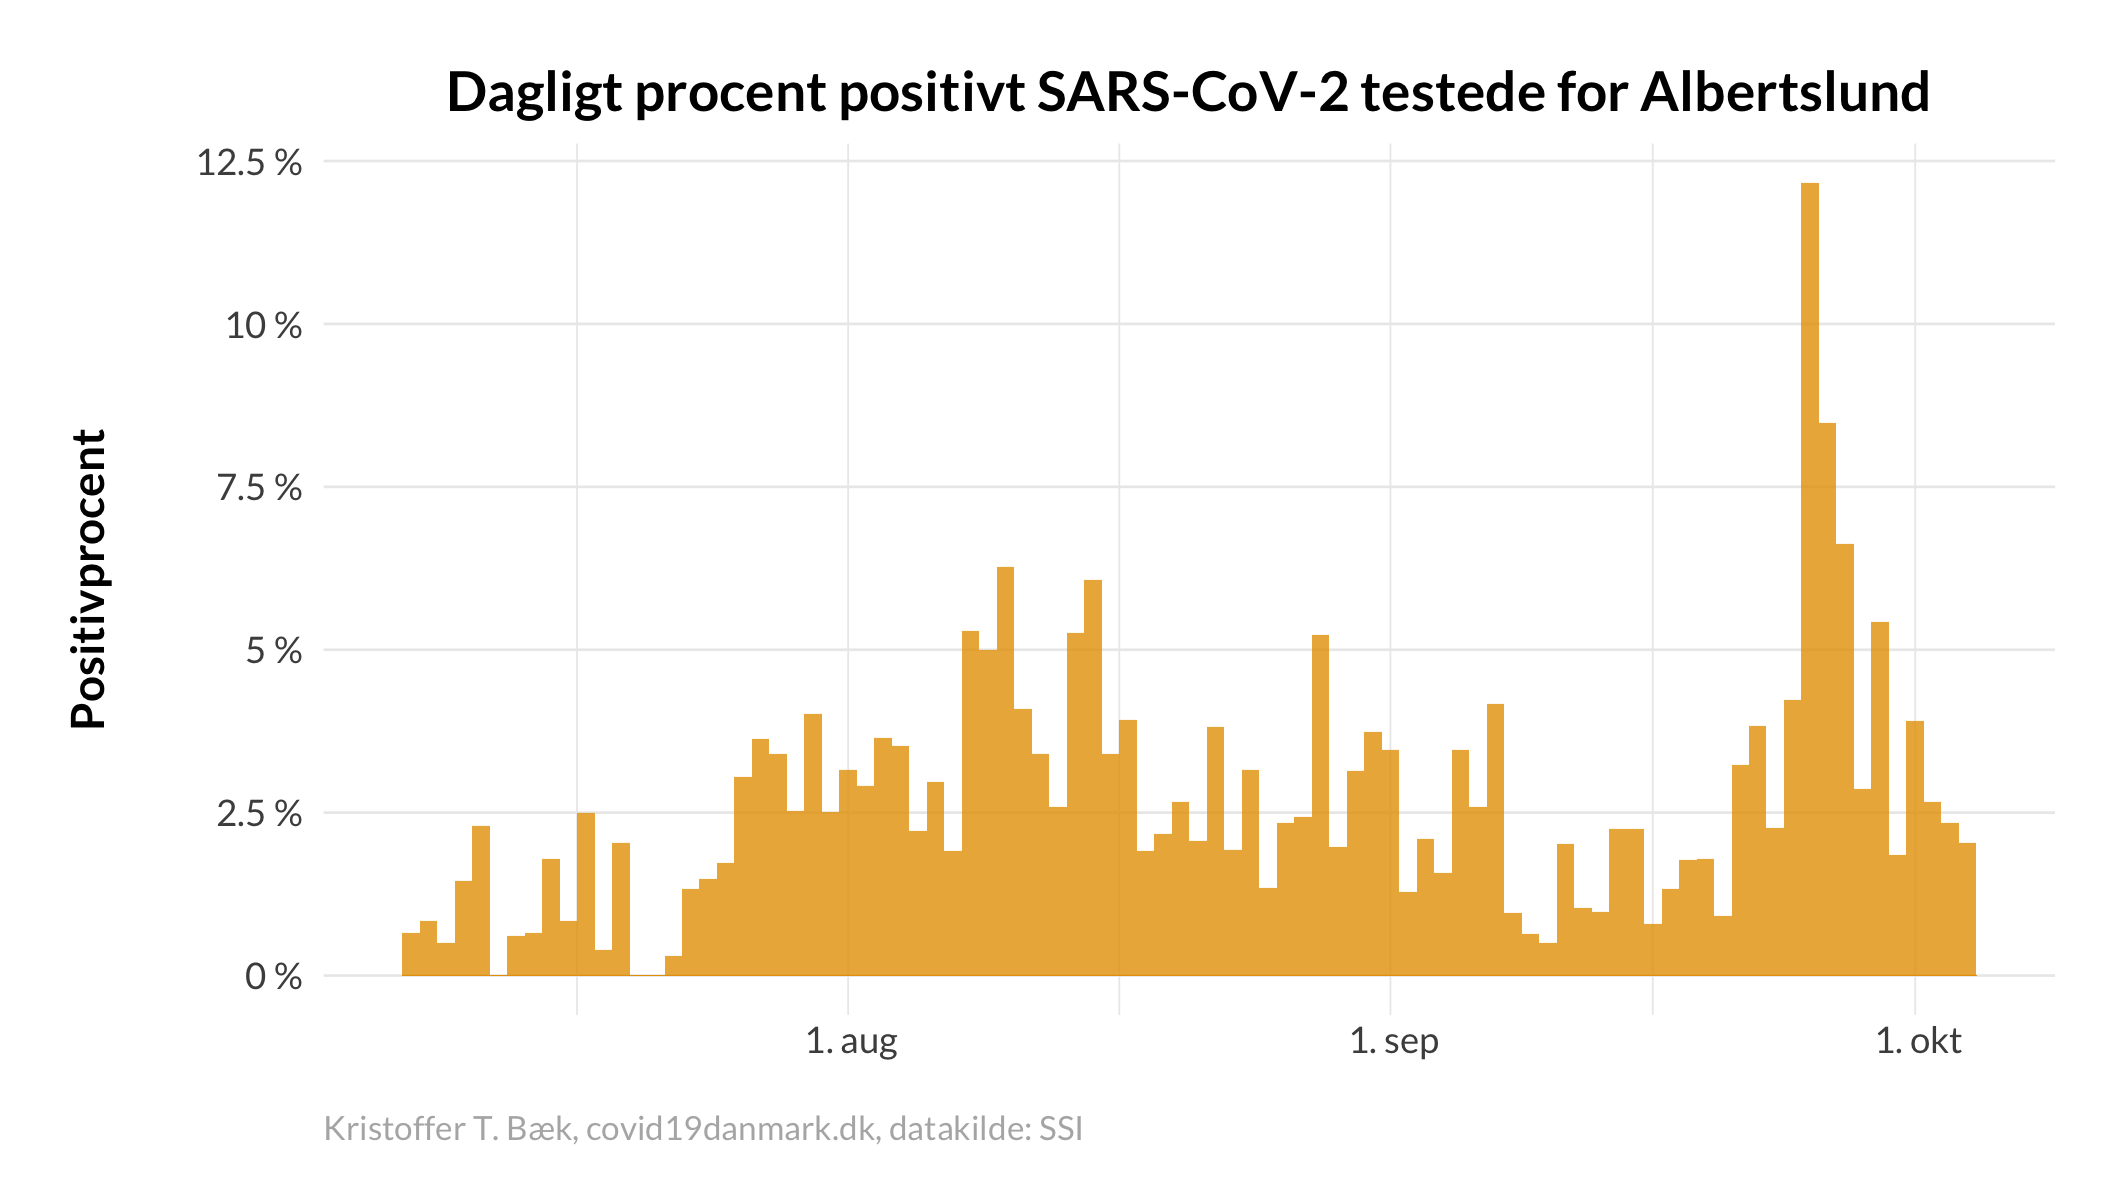 Dagligt procent positivt SARS-CoV-2 testede for Albertslund
12.5 %
10 %
7.5 %
5 %
2.5 %
0 %
Positivprocent
1. aug
1. sep
1. okt
Kristoffer T. Bæk, covid19danmark.dk, datakilde: SSI